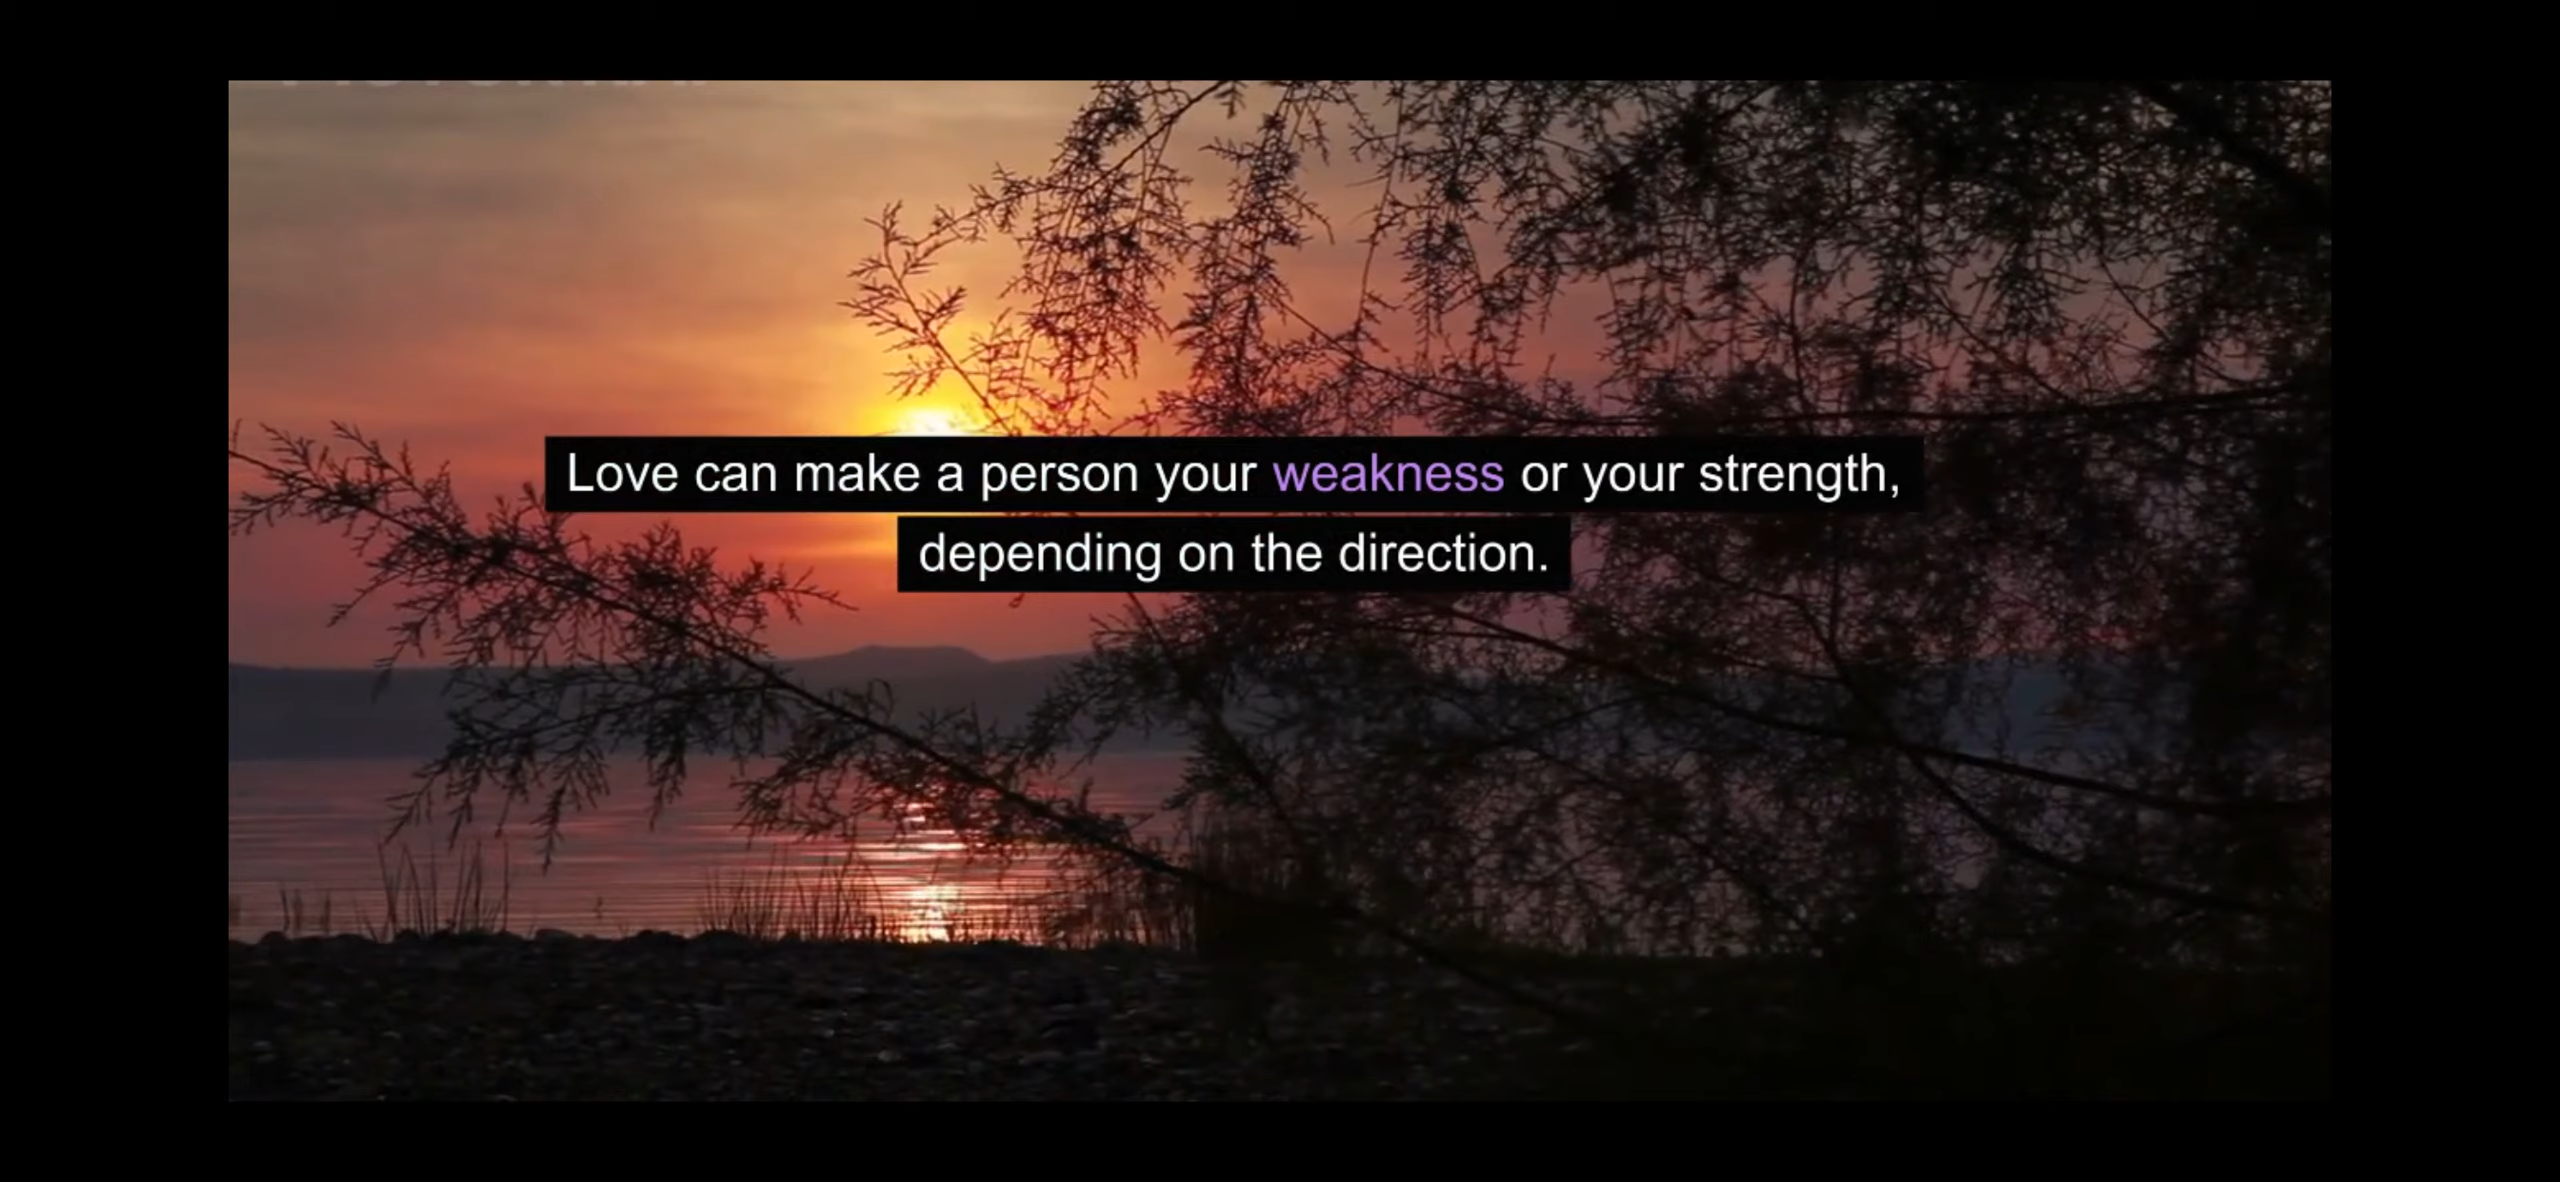 Love can make a person your weakness or your strength,
depending on the direction.